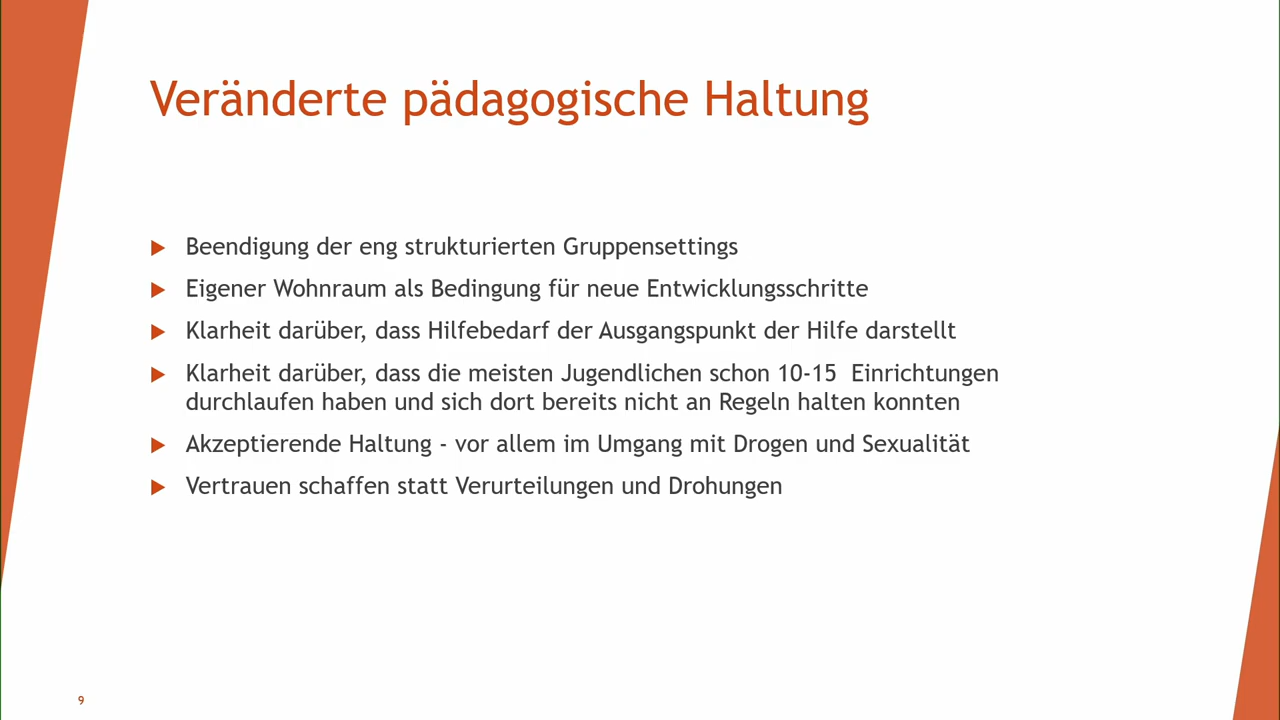 Veränderte pädagogische Haltung
Beendigung der eng strukturierten Gruppensettings
Eigener Wohnraum als Bedingung für neue Entwicklungsschritte
Klarheit darüber, dass Hilfebedarf der Ausgangspunkt der Hilfe darstellt
Klarheit darüber, dass die meisten Jugendlichen schon 10-15  Einrichtungen
durchlaufen haben und sich dort bereits nicht an Regeln halten konnten
Akzeptierende Haltung - vor allem im Umgang mit Drogen und Sexualität
Vertrauen schaffen statt Verurteilungen und Drohungen
9